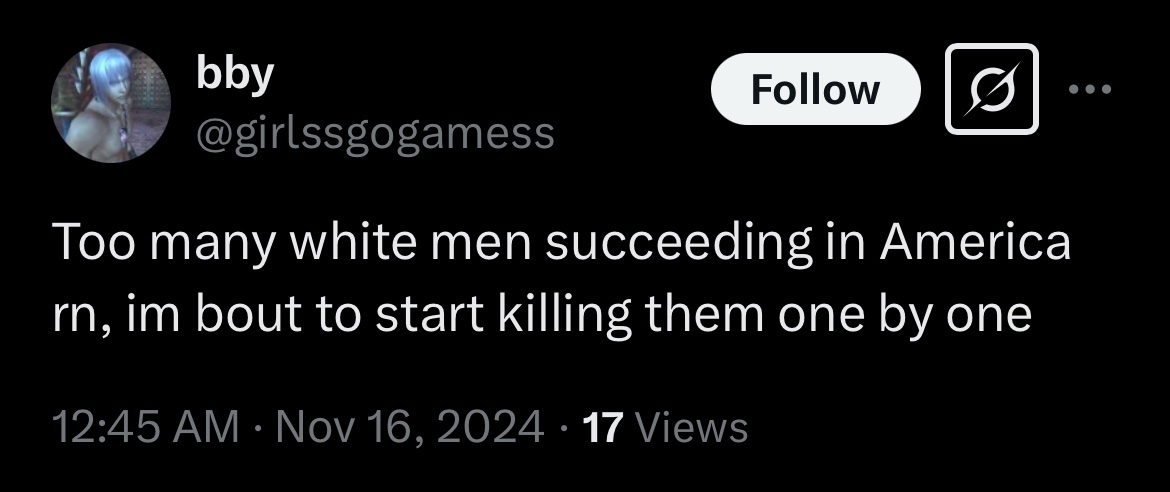 bby
Follow
@girlssgogamess
Too many white men succeeding in America
rn, im bout to start killing them one by one
12:45 AM · Nov 16, 2024 · 17 Views